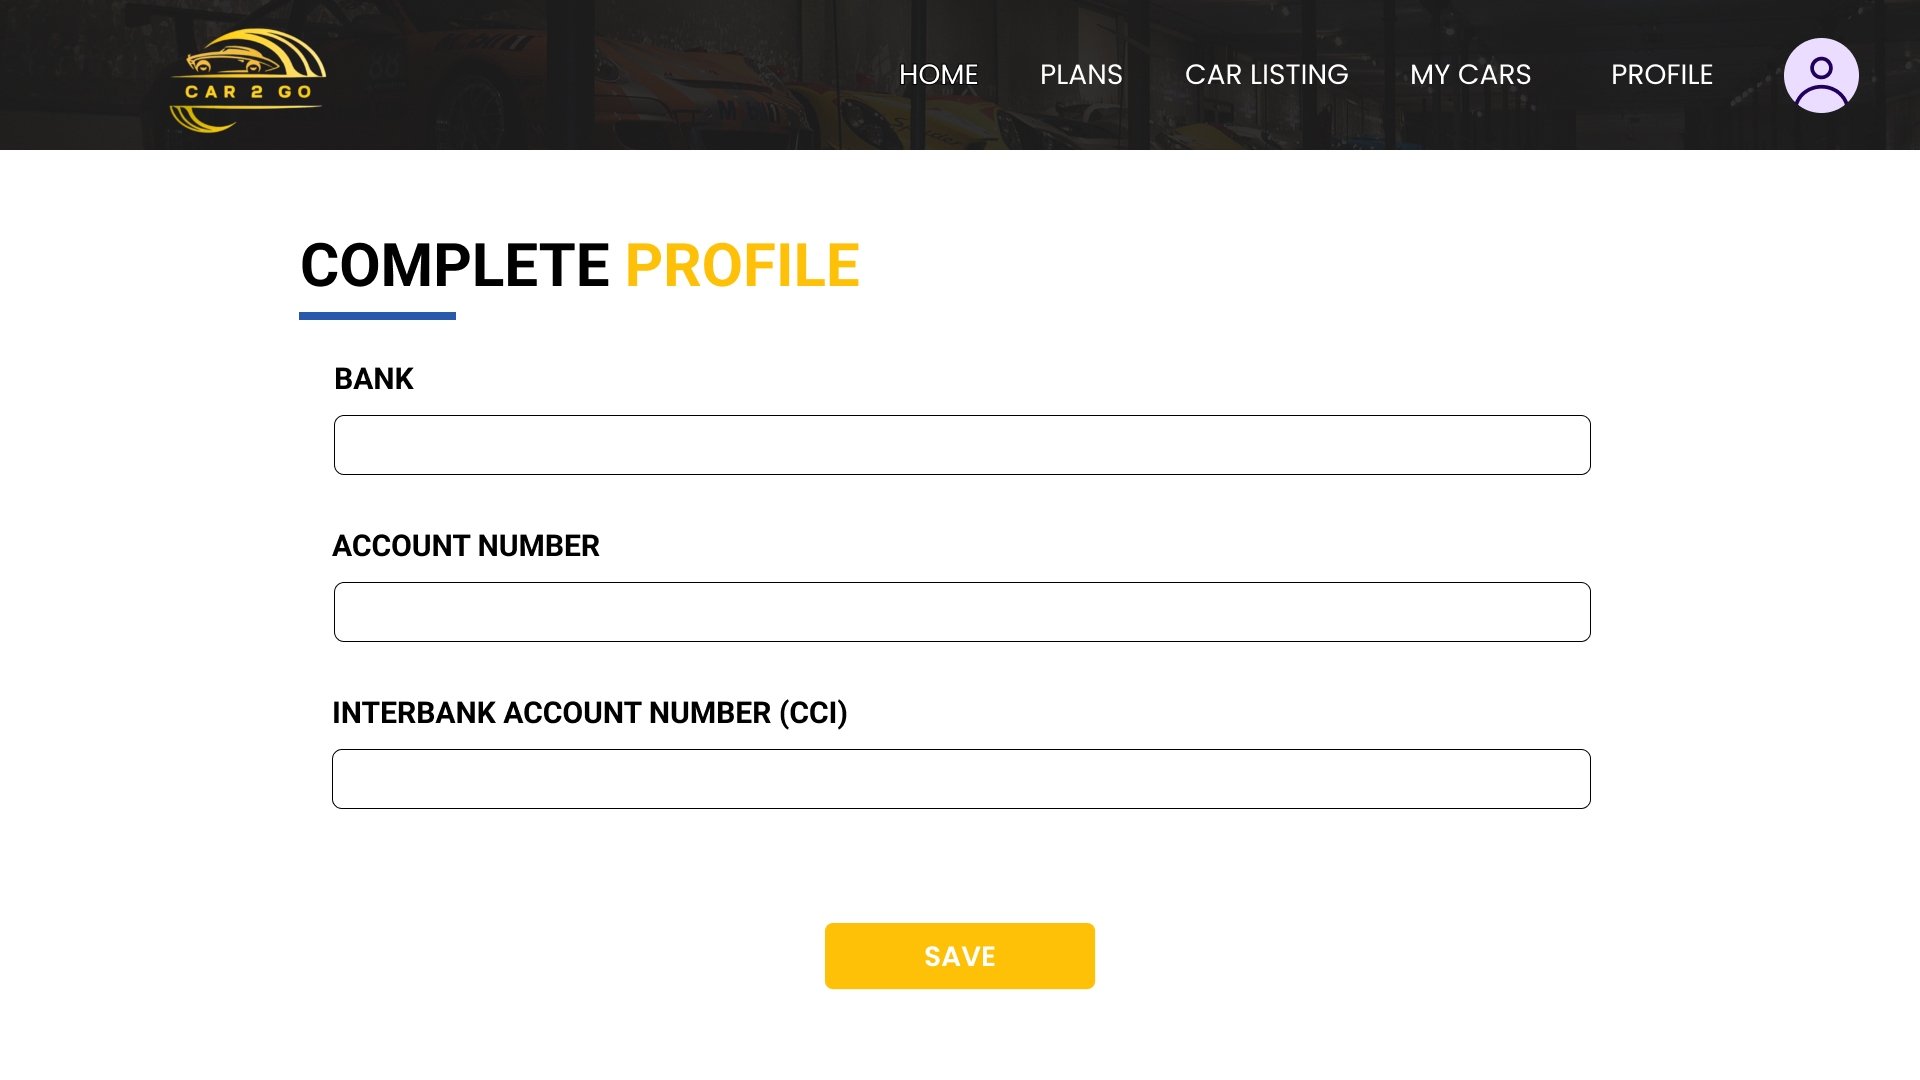 CAR 2 GO
HOME PLANS CAR LISTING MY CARS PROFILE
COMPLETE PROFILE
BANK
ACCOUNT NUMBER
INTERBANK ACCOUNT NUMBER (CCI)
SAVE